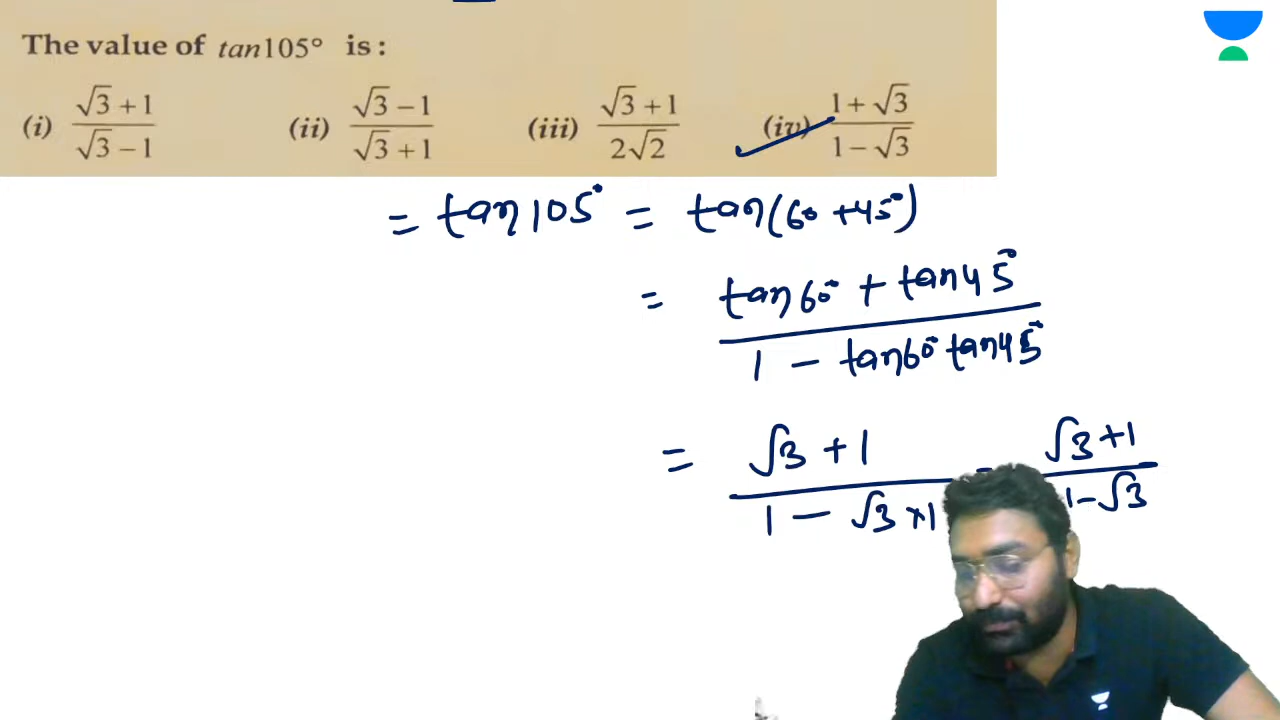 The value of tan105° is :
(i) √3 + 1 / √3 − 1 (ii) √3 − 1 / √3 + 1 (iii) √3 + 1 / 2√2 (iv) 1 + √3 / 1 − √3
= tan 105° = tan(60 + 45°)
= tan 60° + tan 45° / 1 − tan 60° tan 45°
= √3 + 1 / 1 − √3 × 1 = √3 + 1 / 1 − √3